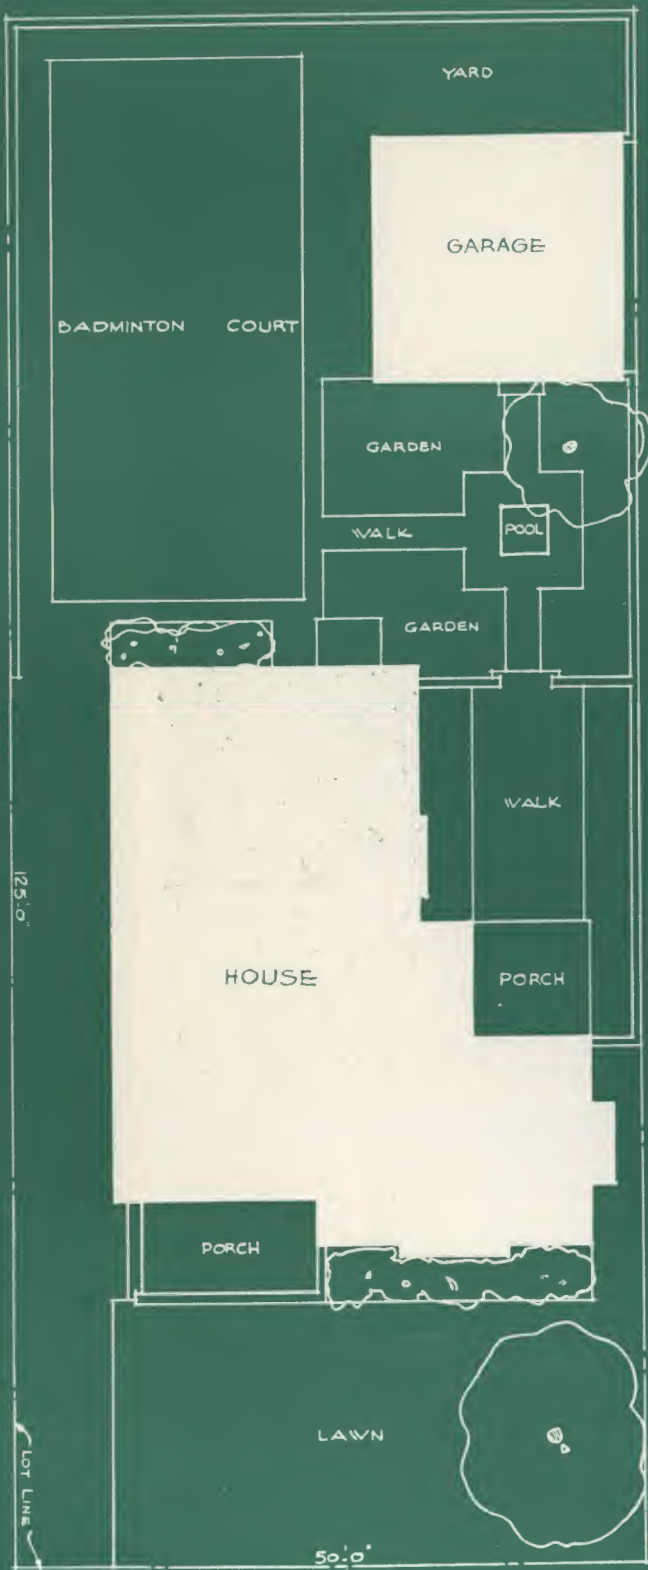 YARD
GARAGE
BADMINTON COURT
GARDEN
WALK
POOL
GARDEN
WALK
125'.0"
HOUSE
PORCH
PORCH
LAWN
LOT LINE
50'.0"